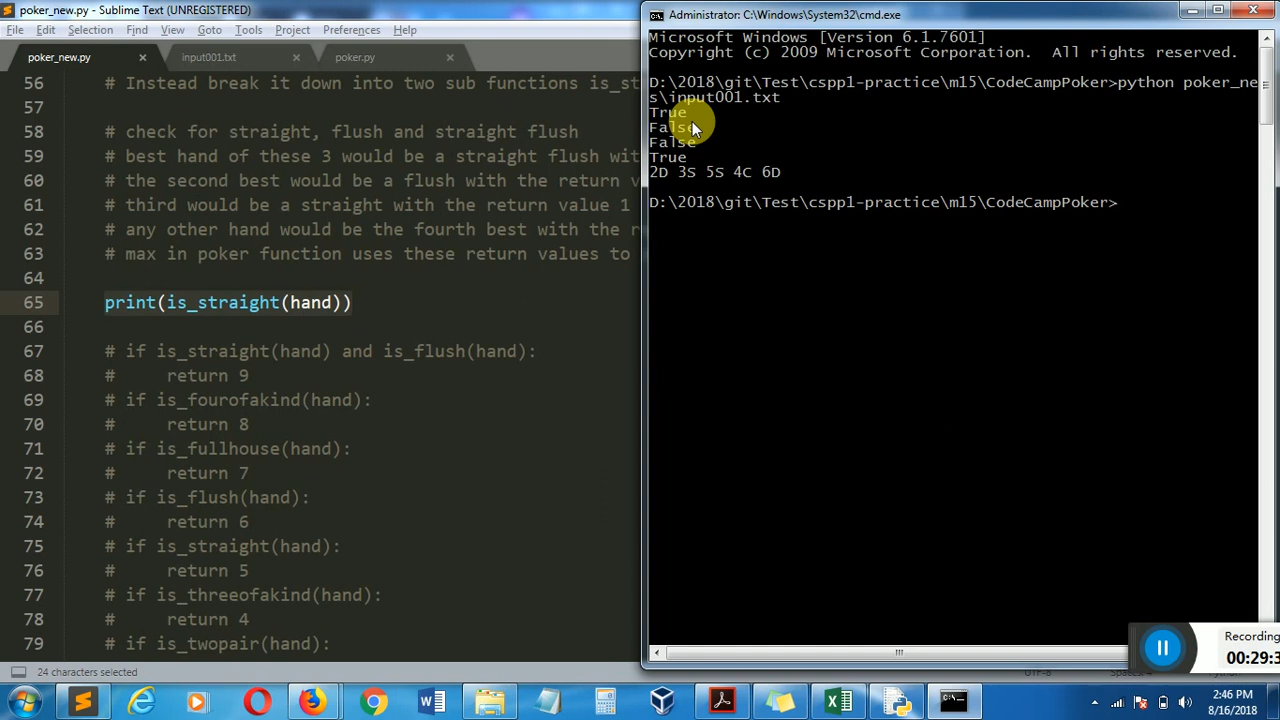 poker_new.py - Sublime Text (UNREGISTERED)
File Edit Selection Find View Goto Tools Project Preferences Help
poker_new.py × input001.txt × poker.py ×
56 # Instead break it down into two sub functions is_s
57
58 # check for straight, flush and straight flush
59 # best hand of these 3 would be a straight flush wit
60 # the second best would be a flush with the return v
61 # third would be a straight with the return value 1
62 # any other hand would be the fourth best with the r
63 # max in poker function uses these return values to
64
65 print(is_straight(hand))
66
67 # if is_straight(hand) and is_flush(hand):
68 # return 9
69 # if is_fourofakind(hand):
70 # return 8
71 # if is_fullhouse(hand):
72 # return 7
73 # if is_flush(hand):
74 # return 6
75 # if is_straight(hand):
76 # return 5
77 # if is_threeofakind(hand):
78 # return 4
79 # if is_twopair(hand):
24 characters selected
Administrator: C:\Windows\System32\cmd.exe
Microsoft Windows [Version 6.1.7601]
Copyright (c) 2009 Microsoft Corporation. All rights reserved.
D:\2018\git\Test\cspp1-practice\m15\CodeCampPoker>python poker_ne
s\input001.txt
True
False
False
True
2D 3S 5S 4C 6D
D:\2018\git\Test\cspp1-practice\m15\CodeCampPoker>
Recording
00:29:3
2:46 PM
8/16/2018